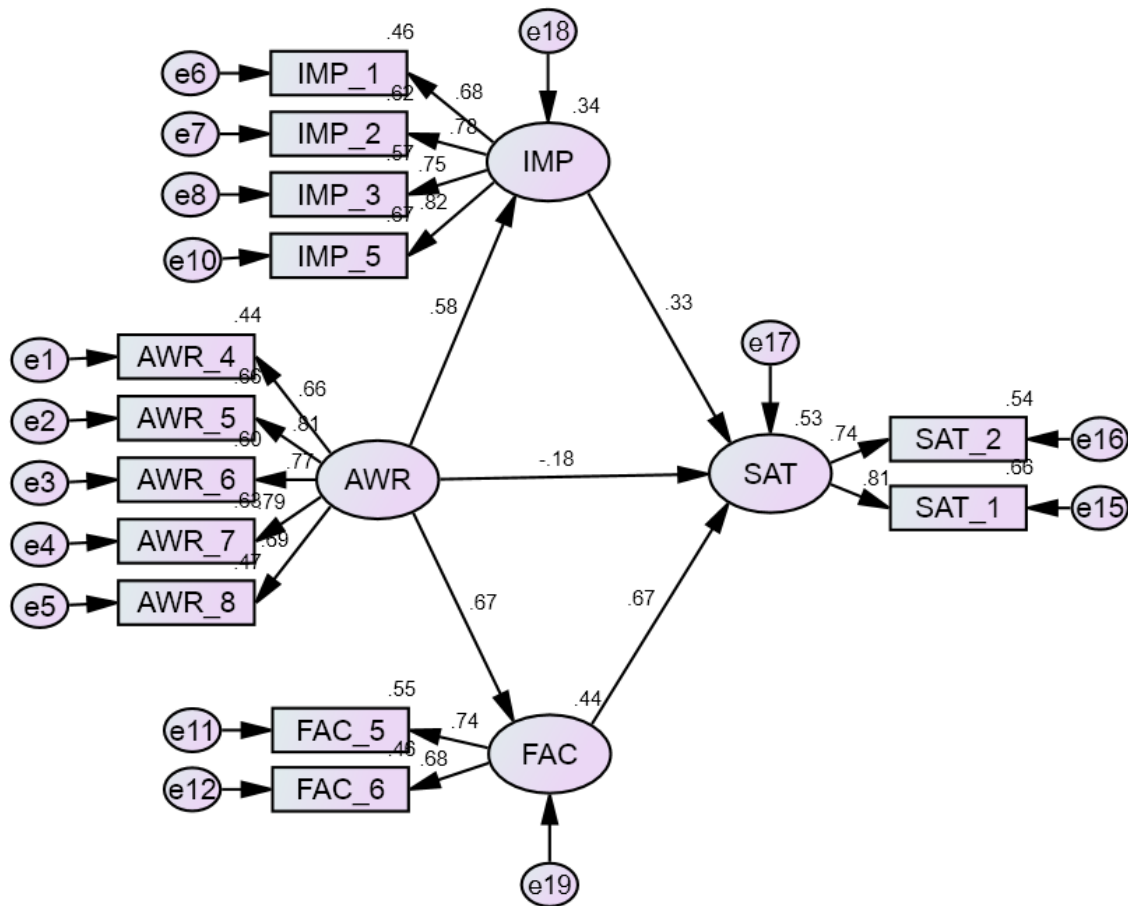 e18
.46
e6
IMP_1
.68
.34
.62
e7
IMP_2
.78
IMP
.57
e8
IMP_3
.75
.82
.67
e10
IMP_5
.58
.33
.44
e1
AWR_4
.66
.66
e17
e2
AWR_5
.81
.60
.53
.54
.74
SAT_2
e16
e3
AWR_6
.77
AWR
-.18
SAT
.66
.81
SAT_1
e15
.63
.79
e4
AWR_7
.69
.47
e5
AWR_8
.67
.67
.55
.44
e11
FAC_5
.74
.46
.68
FAC
e12
FAC_6
e19